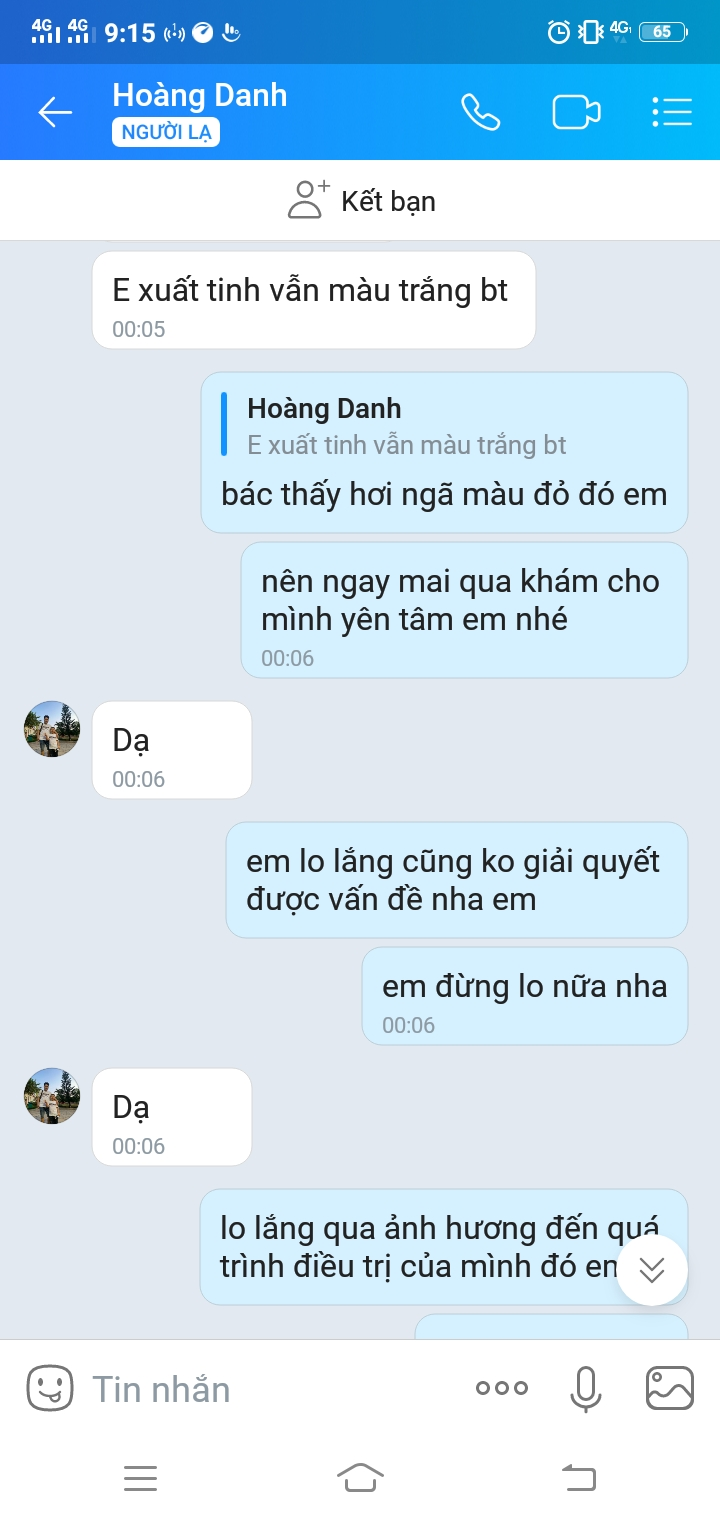 4G 4G 9:15 4G 65
Hoàng Danh
NGƯỜI LẠ
Kết bạn
E xuất tinh vẫn màu trắng bt
00:05
Hoàng Danh
E xuất tinh vẫn màu trắng bt
bác thấy hơi ngã màu đỏ đó em
nên ngay mai qua khám cho
mình yên tâm em nhé
00:06
Dạ
00:06
em lo lắng cũng ko giải quyết
được vấn đề nha em
em đừng lo nữa nha
00:06
Dạ
00:06
lo lắng qua ảnh hương đến quá
trình điều trị của mình đó em
Tin nhắn